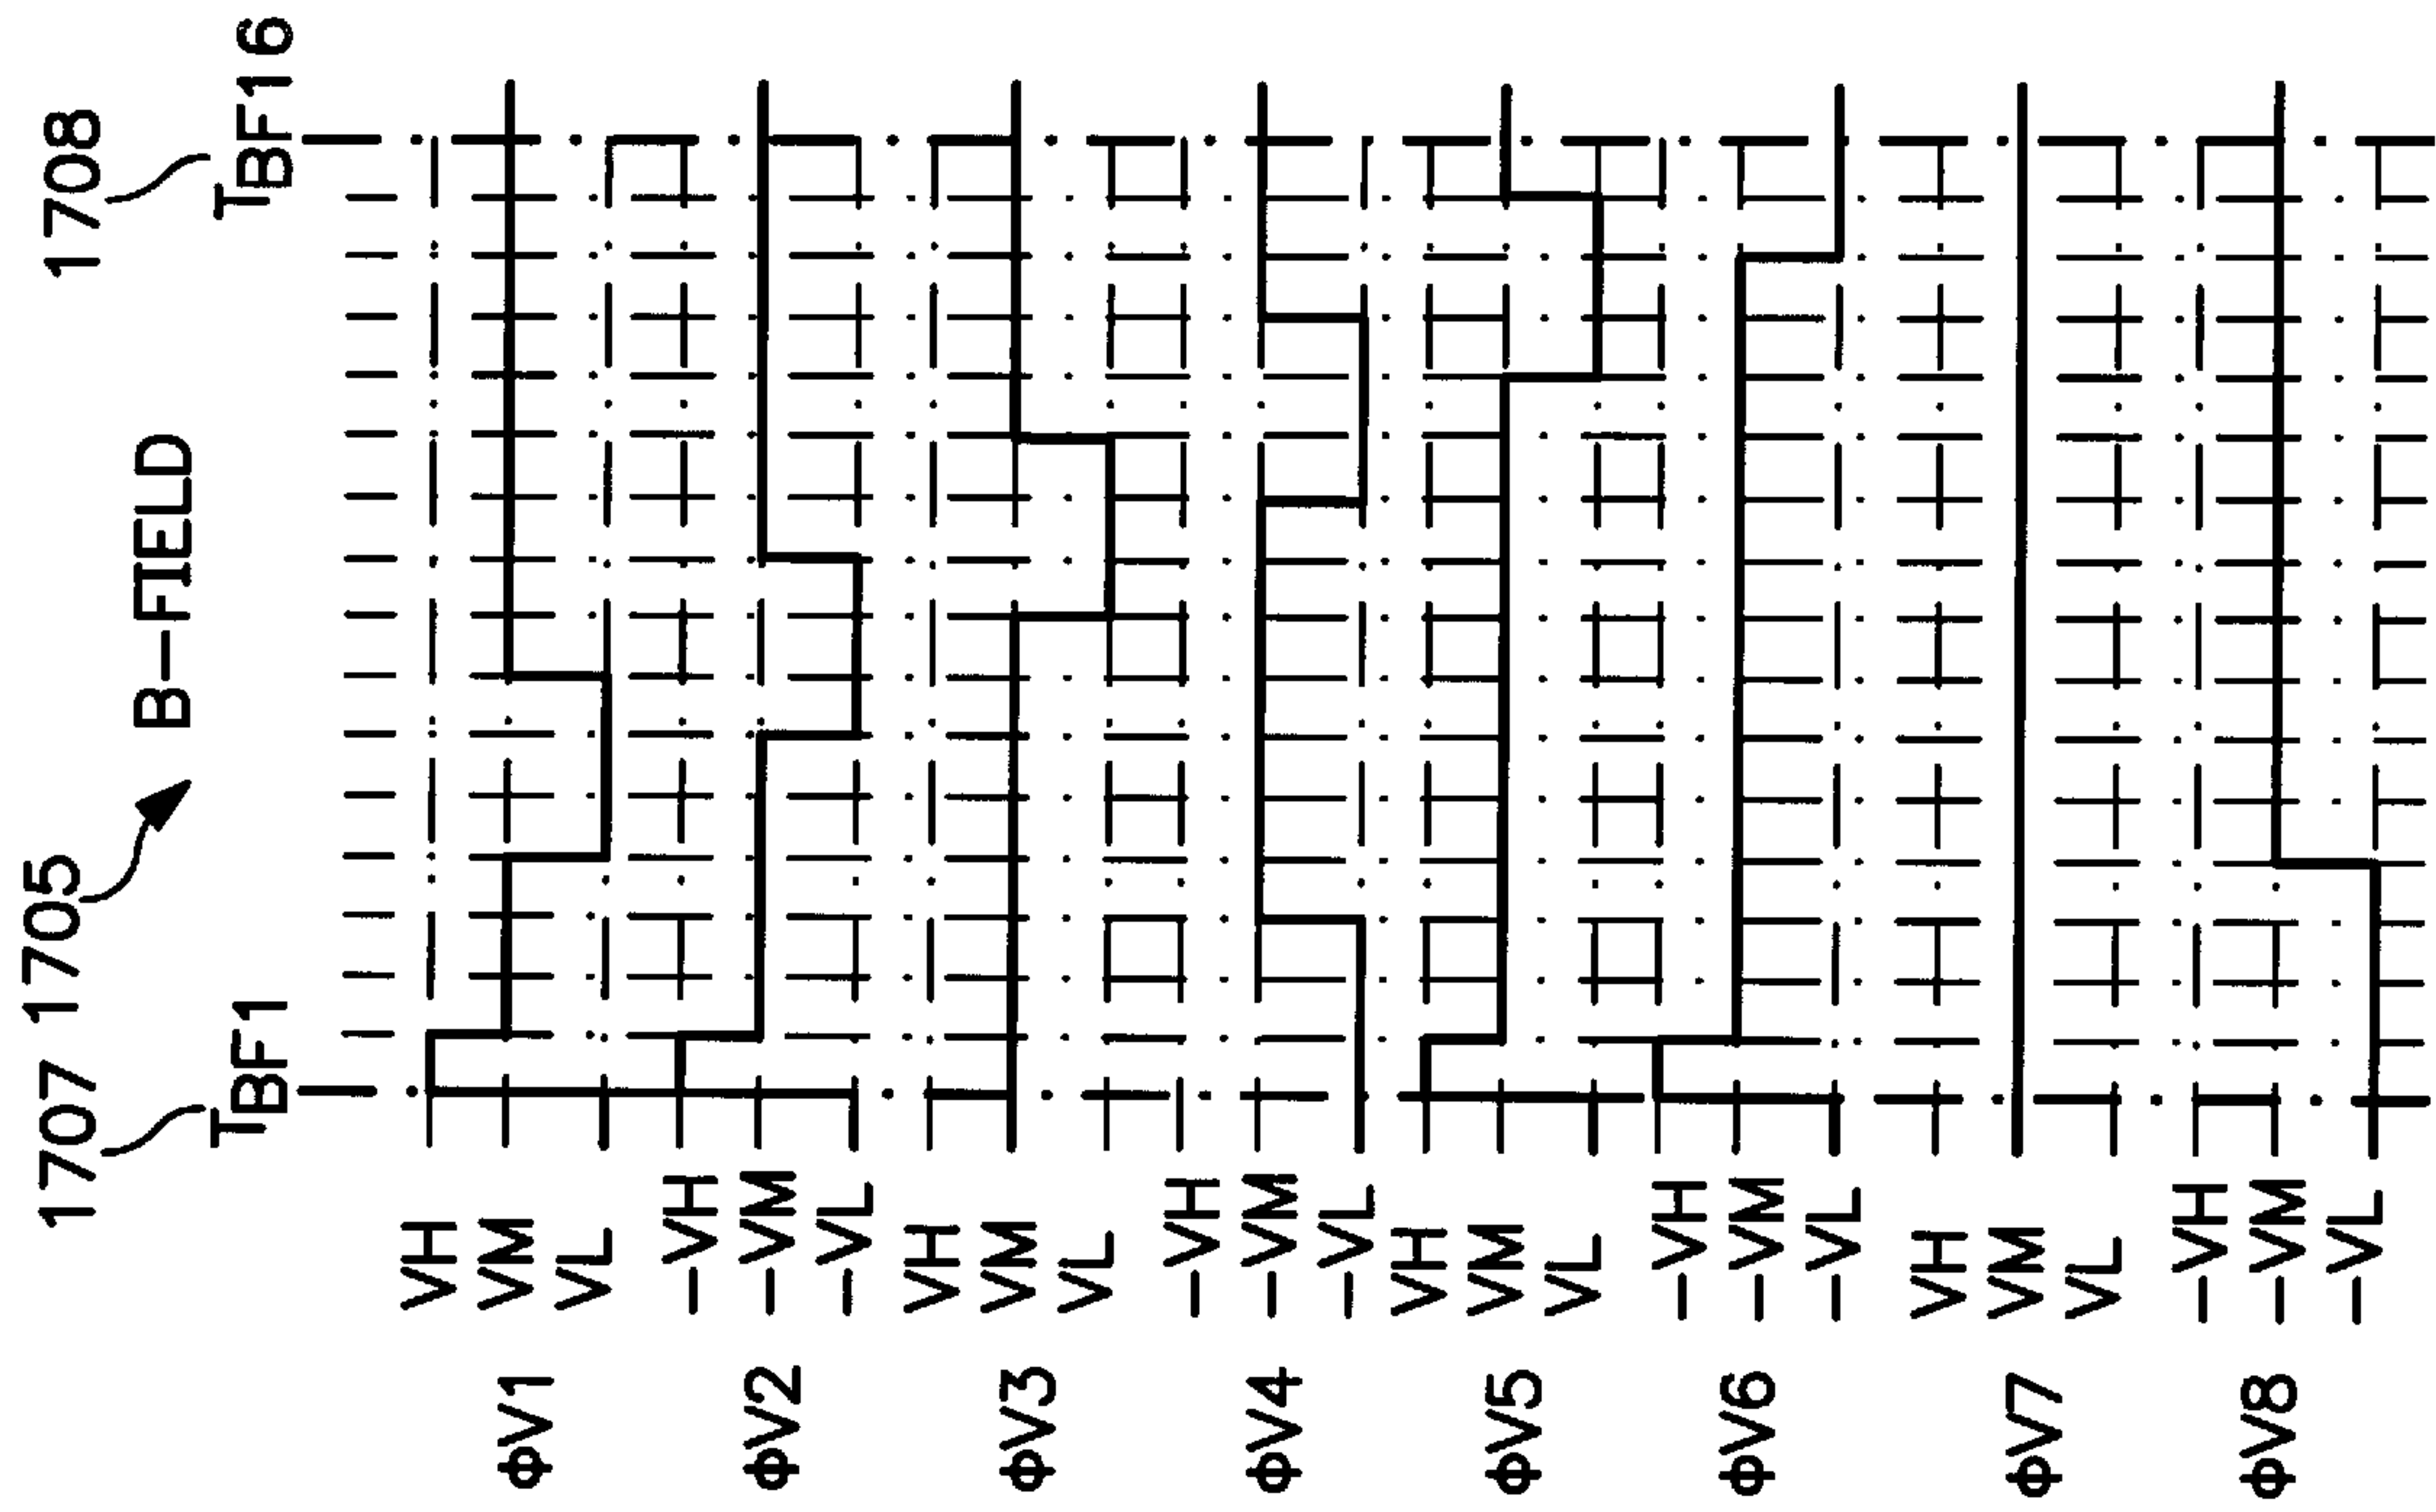 1707 1705 1708
B-FIELD
TBF1 TBF16
ΦV1 VH
VM
VL
ΦV2 -VH
-VM
-VL
ΦV3 VH
VM
VL
ΦV4 -VH
-VM
-VL
ΦV5 VH
VM
VL
ΦV6 -VH
-VM
-VL
ΦV7 VH
VM
VL
ΦV8 -VH
-VM
-VL